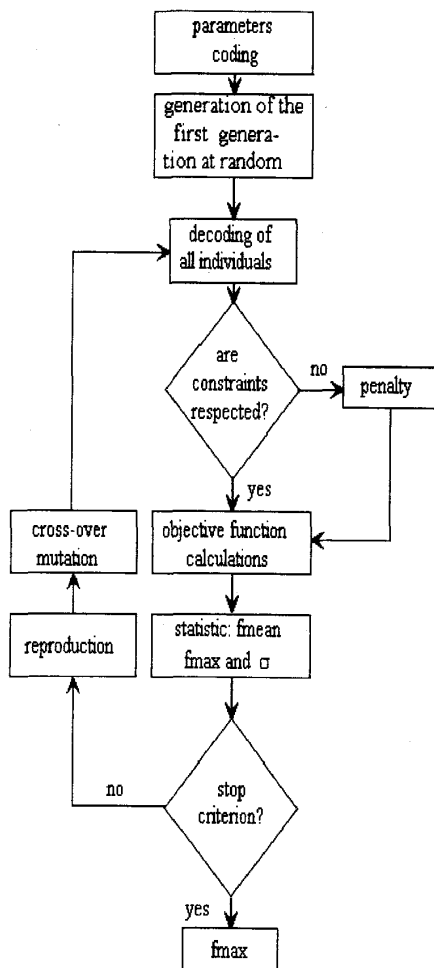 parameters
coding
generation of the
first genera-
tion at random
decoding of
all individuals
are
constraints
respected?
no
penalty
yes
cross-over
mutation
objective function
calculations
reproduction
statistic: fmean
fmax and σ
no
stop
criterion?
yes
fmax